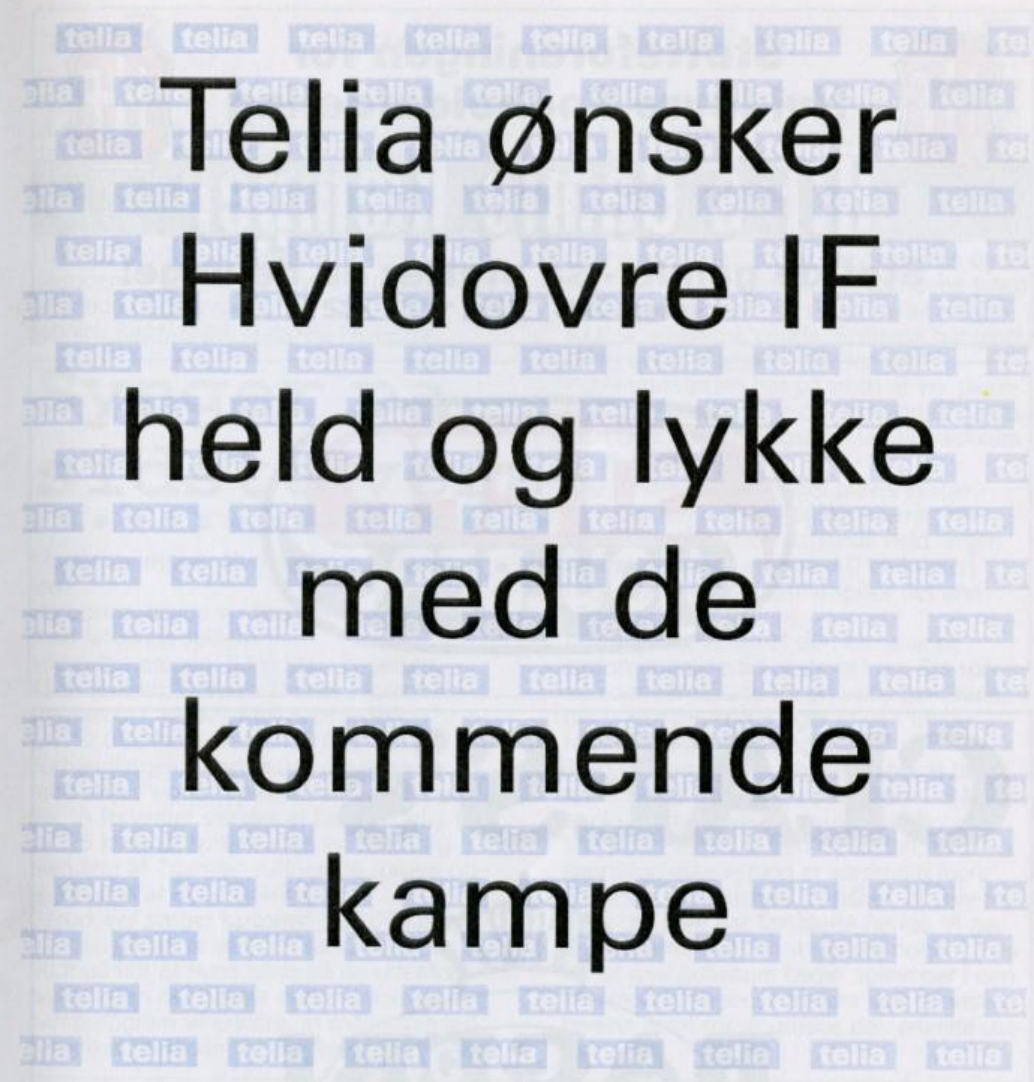 Telia ønsker
Hvidovre IF
held og lykke
med de
kommende
kampe